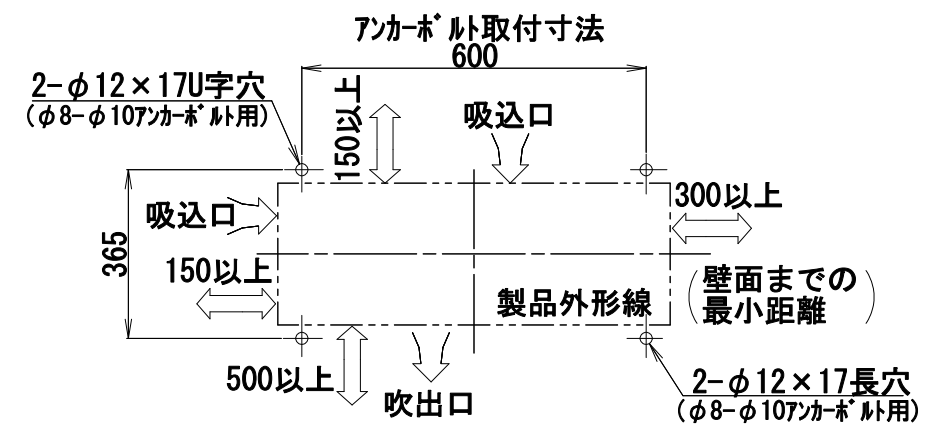 ｱﾝｶｰﾎﾞﾙﾄ取付寸法
600
2-φ12×17U字穴
(φ8-φ10ｱﾝｶｰﾎﾞﾙﾄ用)
150以上
吸込口
300以上
吸込口
365
150以上
(壁面までの
最小距離)
製品外形線
500以上
吹出口
2-φ12×17長穴
(φ8-φ10ｱﾝｶｰﾎﾞﾙﾄ用)